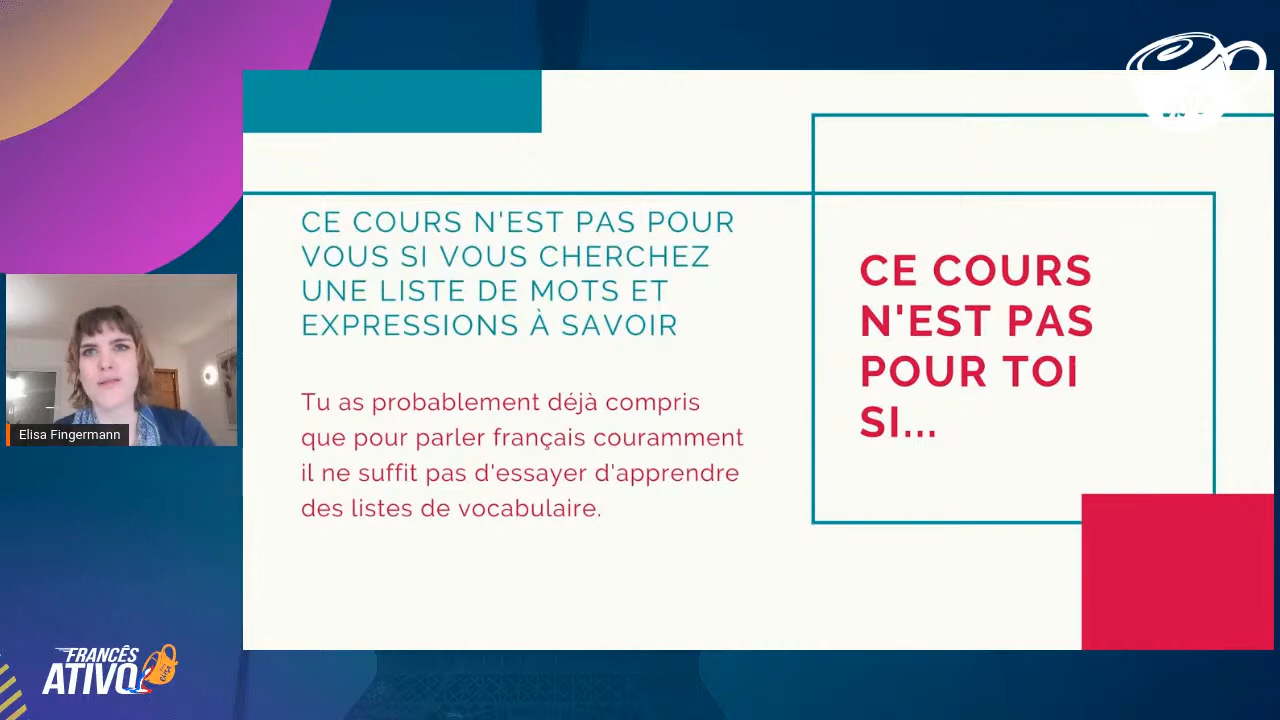 CE COURS N'EST PAS POUR
VOUS SI VOUS CHERCHEZ
UNE LISTE DE MOTS ET
EXPRESSIONS À SAVOIR
Tu as probablement déjà compris
que pour parler français couramment
il ne suffit pas d'essayer d'apprendre
des listes de vocabulaire.
CE COURS
N'EST PAS
POUR TOI
SI...
Elisa Fingermann
FRANCÊS
ATIVO